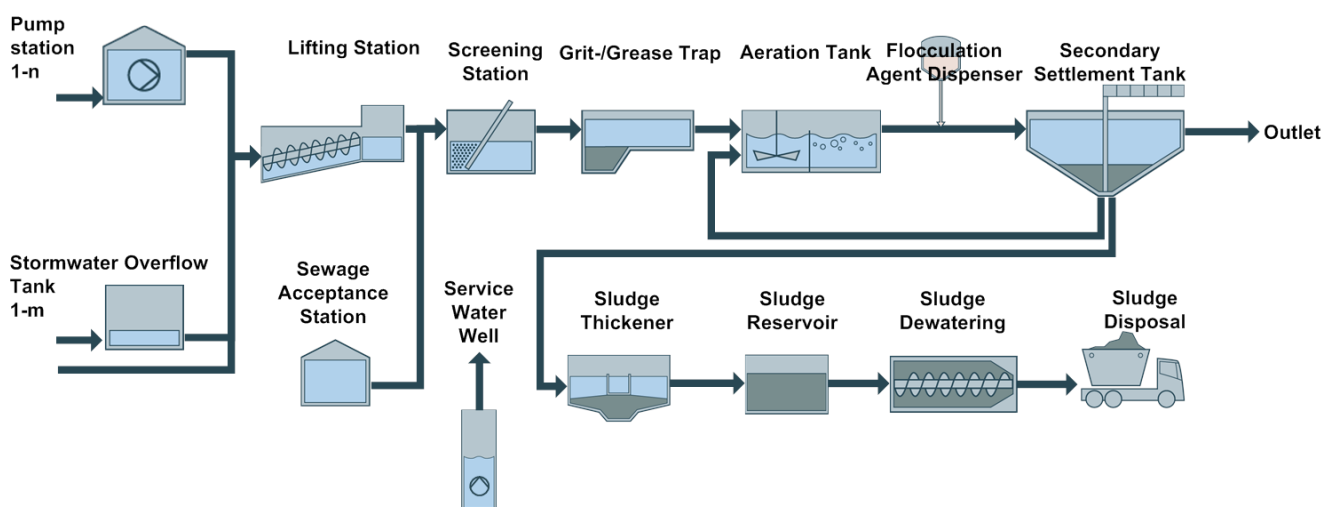 Pump
station
1-n
Lifting Station
Screening
Station
Grit-/Grease Trap
Aeration Tank
Flocculation
Agent Dispenser
Secondary
Settlement Tank
Outlet
Stormwater Overflow
Tank
1-m
Sewage
Acceptance
Station
Service
Water
Well
Sludge
Thickener
Sludge
Reservoir
Sludge
Dewatering
Sludge
Disposal